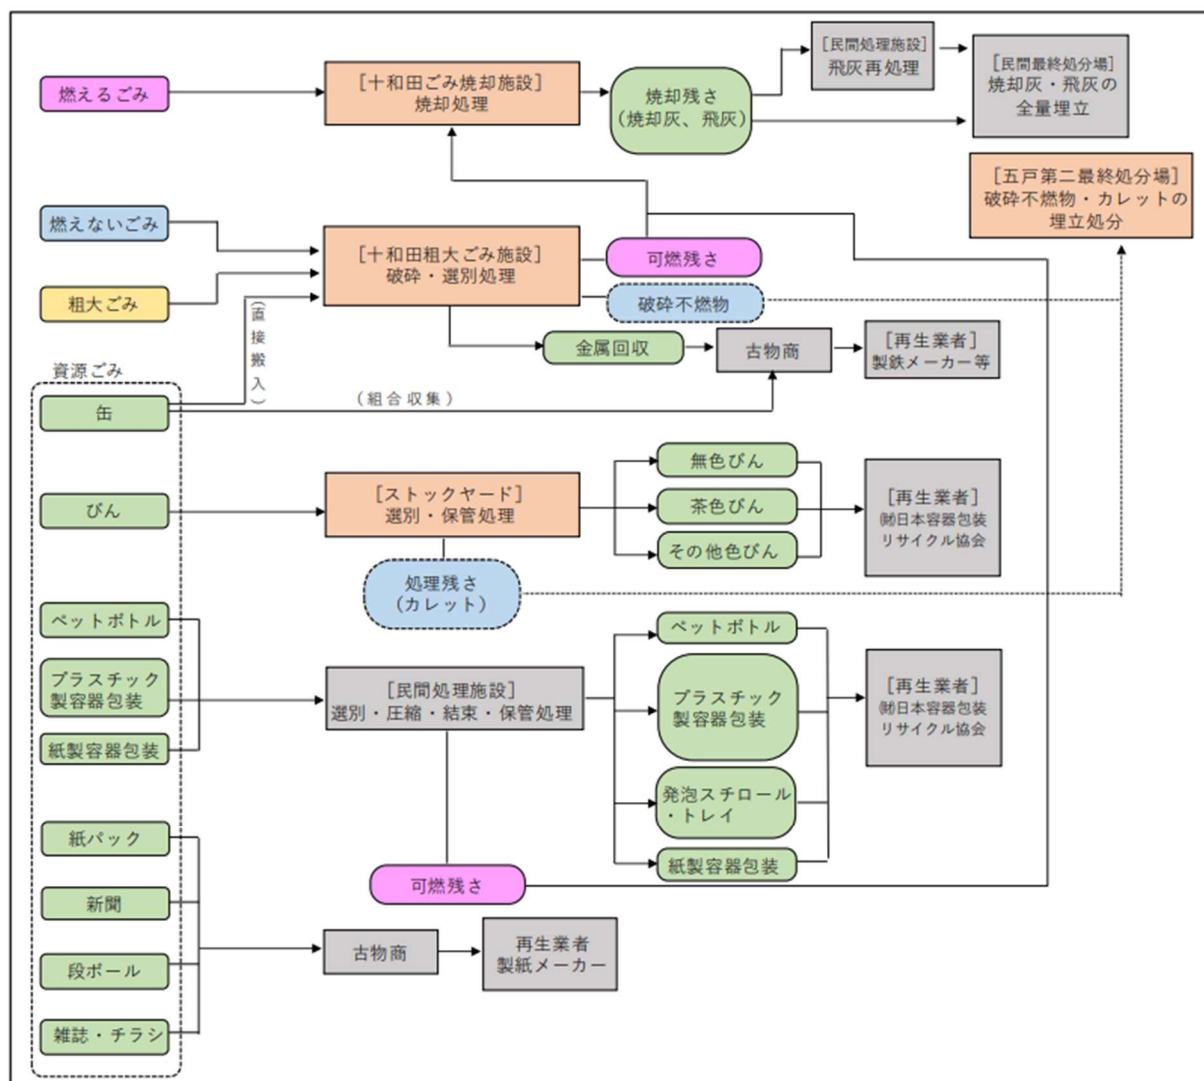 燃えるごみ
[十和田ごみ焼却施設]
焼却処理
焼却残さ
(焼却灰、飛灰)
[民間処理施設]
飛灰再処理
[民間最終処分場]
焼却灰・飛灰の
全量埋立
[五戸第二最終処分場]
破砕不燃物・カレットの
埋立処分
燃えないごみ
粗大ごみ
[十和田粗大ごみ施設]
破砕・選別処理
可燃残さ
破砕不燃物
金属回収
古物商
[再生業者]
製鉄メーカー等
(直接搬入)
資源ごみ
缶
(組合収集)
びん
[ストックヤード]
選別・保管処理
処理残さ
(カレット)
無色びん
茶色びん
その他色びん
[再生業者]
㈶日本容器包装
リサイクル協会
ペットボトル
プラスチック
製容器包装
紙製容器包装
[民間処理施設]
選別・圧縮・結束・保管処理
可燃残さ
ペットボトル
プラスチック
製容器包装
発泡スチロール
・トレイ
紙製容器包装
[再生業者]
㈶日本容器包装
リサイクル協会
紙パック
新聞
段ボール
雑誌・チラシ
古物商
再生業者
製紙メーカー